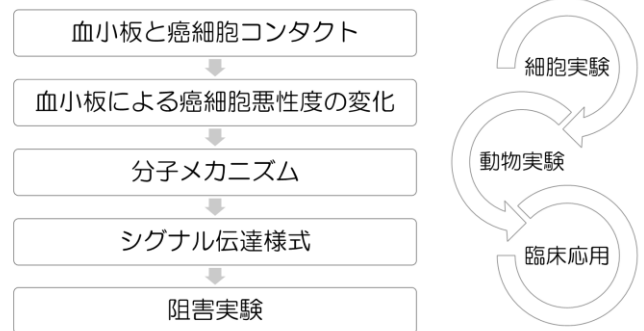 血小板と癌細胞コンタクト
血小板による癌細胞悪性度の変化
分子メカニズム
シグナル伝達様式
阻害実験
細胞実験
動物実験
臨床応用